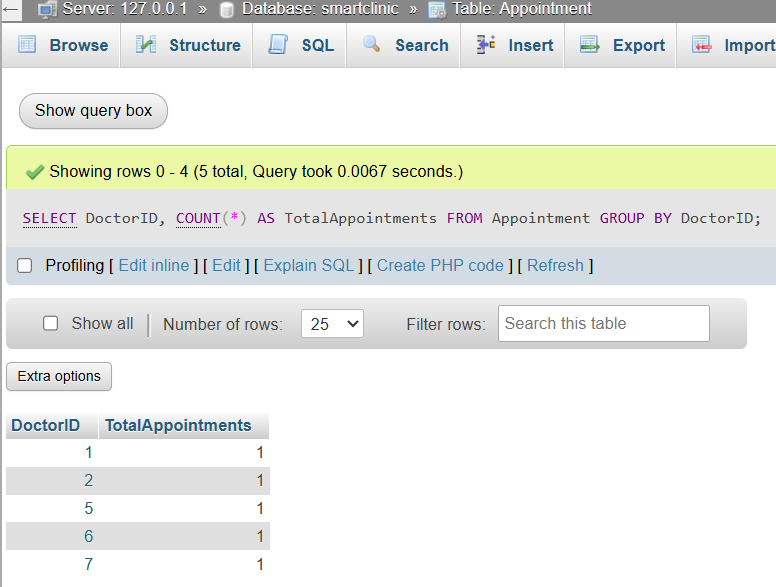 Server: 127.0.0.1 » Database: smartclinic » Table: Appointment
Browse Structure SQL Search Insert Export Import
Show query box
Showing rows 0 - 4 (5 total, Query took 0.0067 seconds.)
SELECT DoctorID, COUNT(*) AS TotalAppointments FROM Appointment GROUP BY DoctorID;
Profiling [ Edit inline ] [ Edit ] [ Explain SQL ] [ Create PHP code ] [ Refresh ]
Show all | Number of rows: 25 Filter rows: Search this table
Extra options
DoctorID TotalAppointments
1 1
2 1
5 1
6 1
7 1